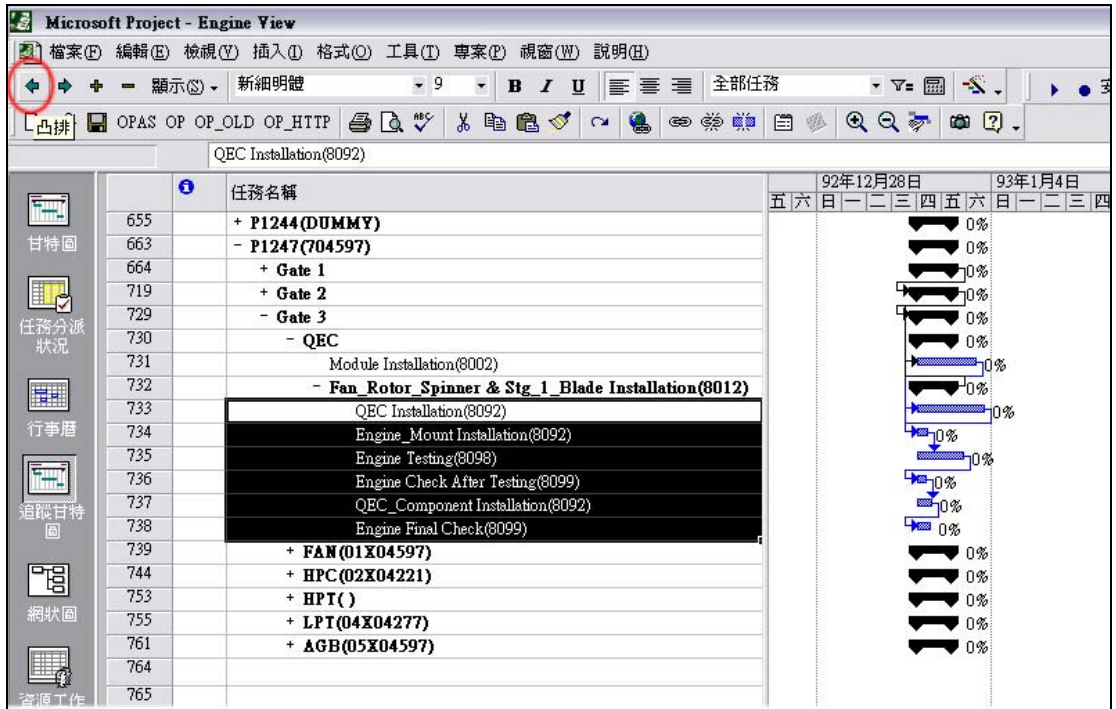 Microsoft Project - Engine View
檔案(F) 編輯(E) 檢視(V) 插入(I) 格式(O) 工具(T) 專案(P) 視窗(W) 說明(H)
顯示(S) 新細明體 9 B I U 全部任務
凸排 OPAS OP OP_OLD OP_HTTP
QEC Installation(8092)
任務名稱 92年12月28日 93年1月4日
五 六 日 一 二 三 四 五 六 日 一 二 三 四
655 + P1244(DUMMY) 0%
663 - P1247(704597) 0%
664 + Gate 1 0%
719 + Gate 2 0%
729 - Gate 3 0%
730 - QEC 0%
731 Module Installation(8002) 0%
732 - Fan_Rotor_Spinner & Stg_1_Blade Installation(8012) 0%
733 QEC Installation(8092) 0%
734 Engine_Mount Installation(8092) 0%
735 Engine Testing(8098) 0%
736 Engine Check After Testing(8099) 0%
737 QEC_Component Installation(8092) 0%
738 Engine Final Check(8099) 0%
739 + FAN(01X04597) 0%
744 + HPC(02X04221) 0%
753 + HPT( ) 0%
755 + LPT(04X04277) 0%
761 + AGB(05X04597) 0%
764
765
甘特圖
任務分派
狀況
行事曆
追蹤甘特
圖
網狀圖
資源工作